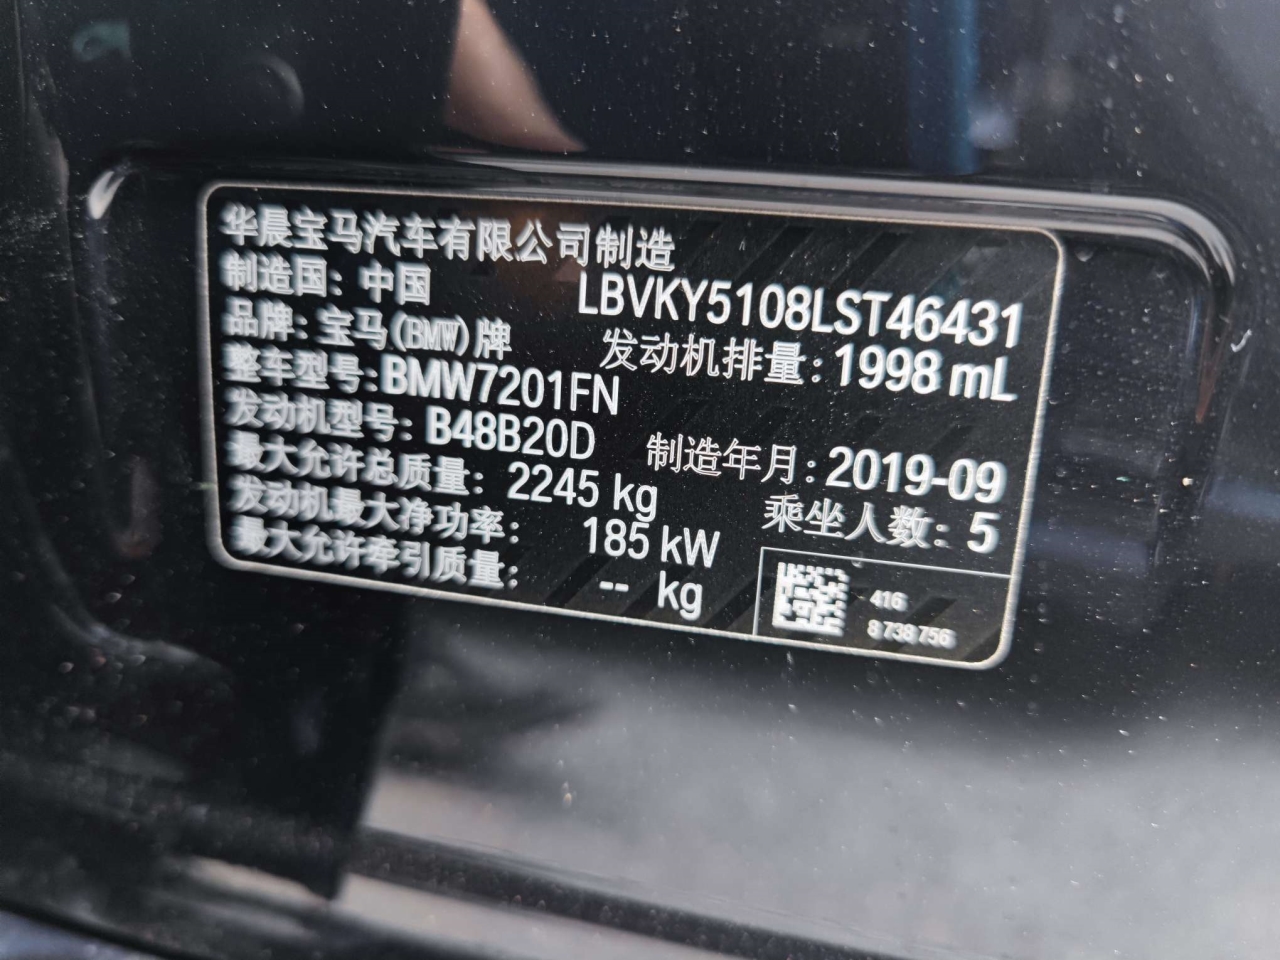 华晨宝马汽车有限公司制造
制造国：中国
LBVKY5108LST46431
品牌：宝马(BMW)牌
发动机排量：1998 mL
整车型号：BMW7201FN
发动机型号：B48B20D
制造年月：2019-09
最大允许总质量：2245 kg
乘坐人数：5
发动机最大净功率：185 kW
最大允许牵引质量：-- kg
416
8738756